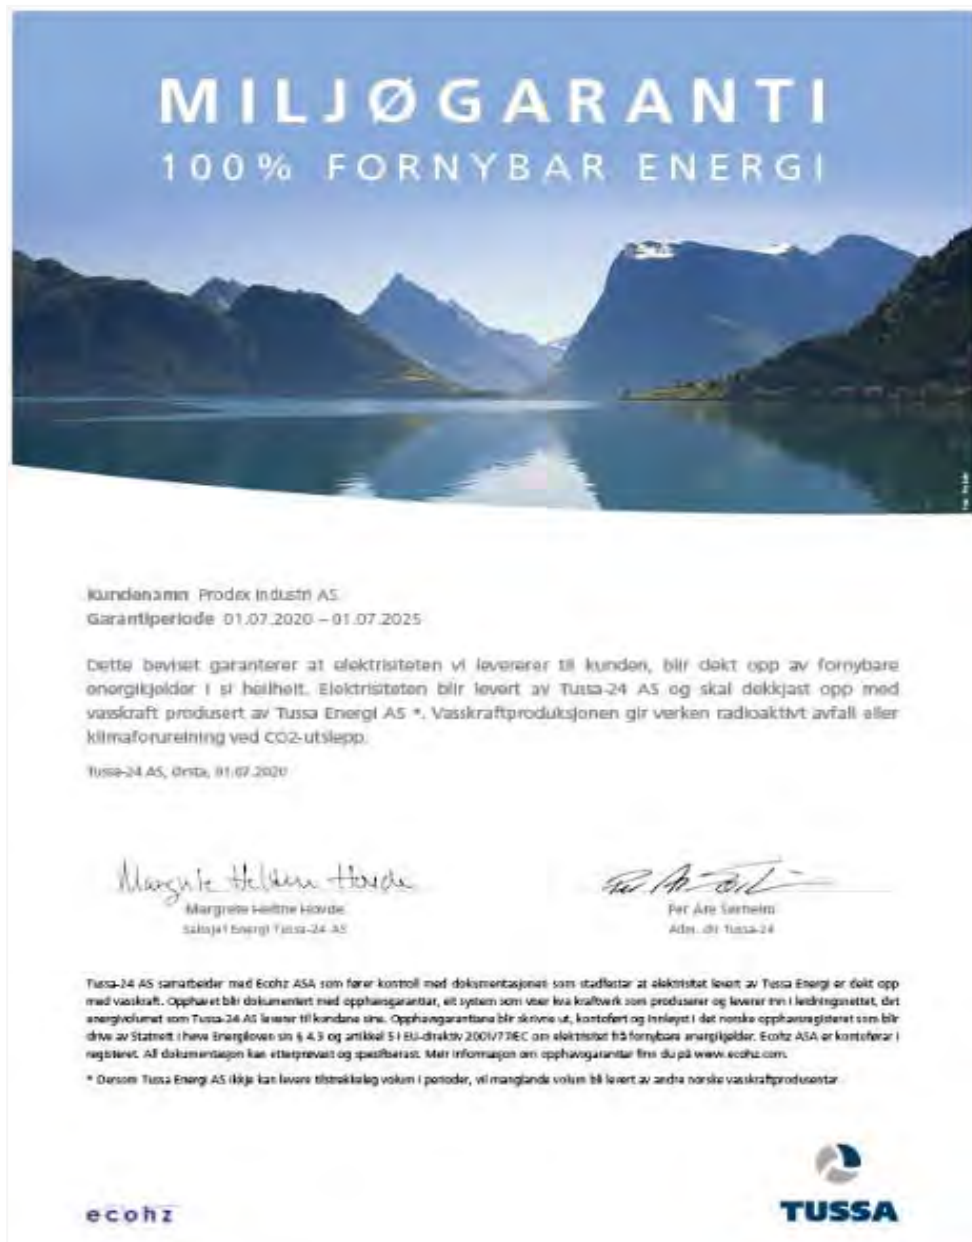 MILJØGARANTI
100% FORNYBAR ENERGI
Kundenamn Prodex Industri AS
Garantiperiode 01.07.2020 – 01.07.2025
Dette beviset garanterer at elektrisiteten vi levererer til kunden, blir dekt opp av fornybare
energikjelder i si heilheit. Elektrisiteten blir levert av Tussa-24 AS og skal dekkjast opp med
vasskraft produsert av Tussa Energi AS *. Vasskraftproduksjonen gir verken radioaktivt avfall eller
klimaforureining ved CO2-utslepp.
Tussa-24 AS, Ørsta, 01.07.2020
Margrete Heltne Hovde
Per Are Sørheim
Salssjef Energi Tussa-24 AS
Adm. dir Tussa-24
Tussa-24 AS samarbeider med Ecohz ASA som fører kontroll med dokumentasjonen som stadfestar at elektrisitet levert av Tussa Energi er dekt opp
med vasskraft. Opphavet blir dokumentert med opphavsgarantiar, eit system som viser kva kraftverk som produserer og leverer inn i leidningsnettet, det
energivolumet som Tussa-24 AS leverer til kundane sine. Opphavsgarantiane blir skrivne ut, kontoført og innløyst i det norske opphavsregisteret som blir
drive av Statnett i høve Energiloven sin § 4.3 og artikkel 5 i EU-direktiv 2001/77/EC om elektrisitet frå fornybare energikjelder. Ecohz ASA er kontoførar i
registeret. All dokumentasjon kan etterprøvast og spesifiserast. Meir informasjon om opphavsgarantiar finn du på www.ecohz.com.
* Dersom Tussa Energi AS ikkje kan levere tilstrekkeleg volum i periodar, vil manglande volum bli levert av andre norske vasskraftprodusentar
ecohz
TUSSA